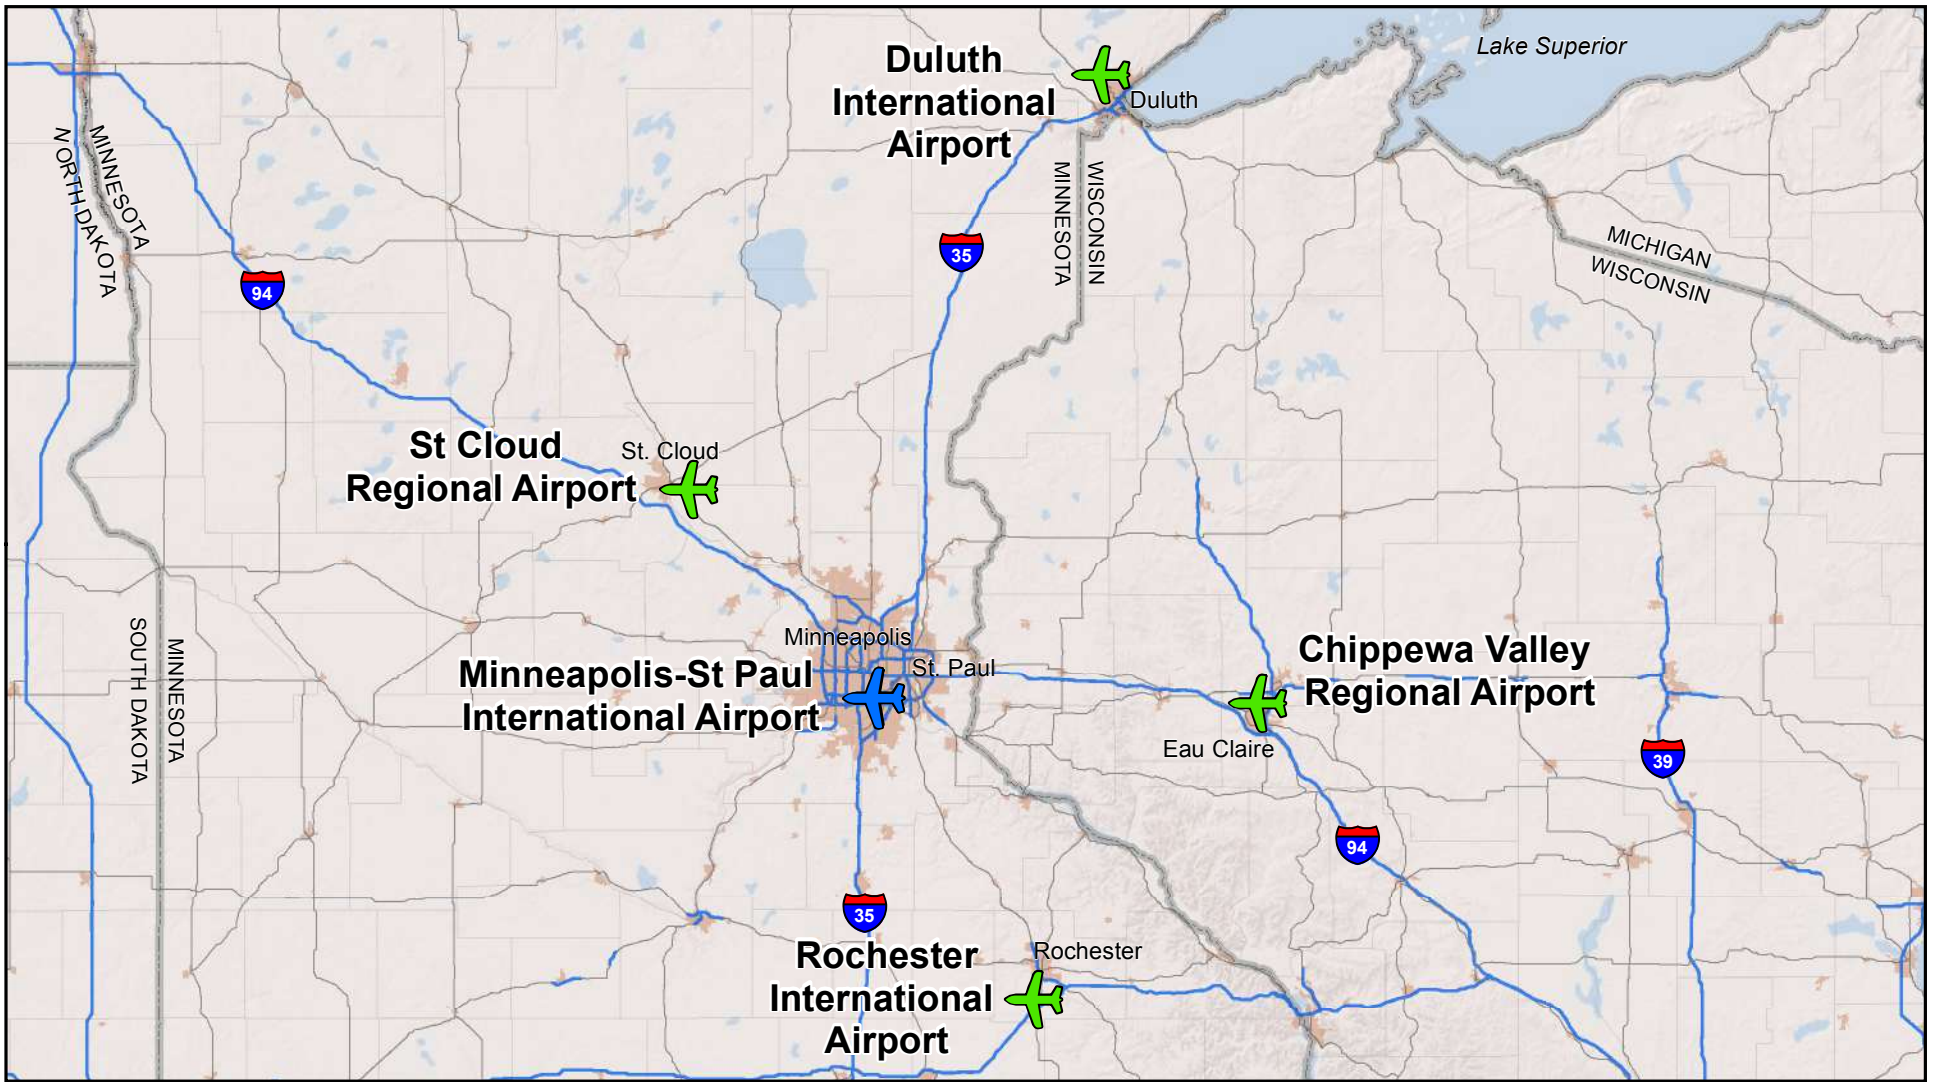 Lake Superior
Duluth
International
Airport
Duluth
MINNESOTA
NORTH DAKOTA
WISCONSIN
MINNESOTA
35
MICHIGAN
WISCONSIN
94
St Cloud
Regional Airport
St. Cloud
Minneapolis
St. Paul
Minneapolis-St Paul
International Airport
Chippewa Valley
Regional Airport
SOUTH DAKOTA
MINNESOTA
Eau Claire
39
94
35
Rochester
International
Airport
Rochester